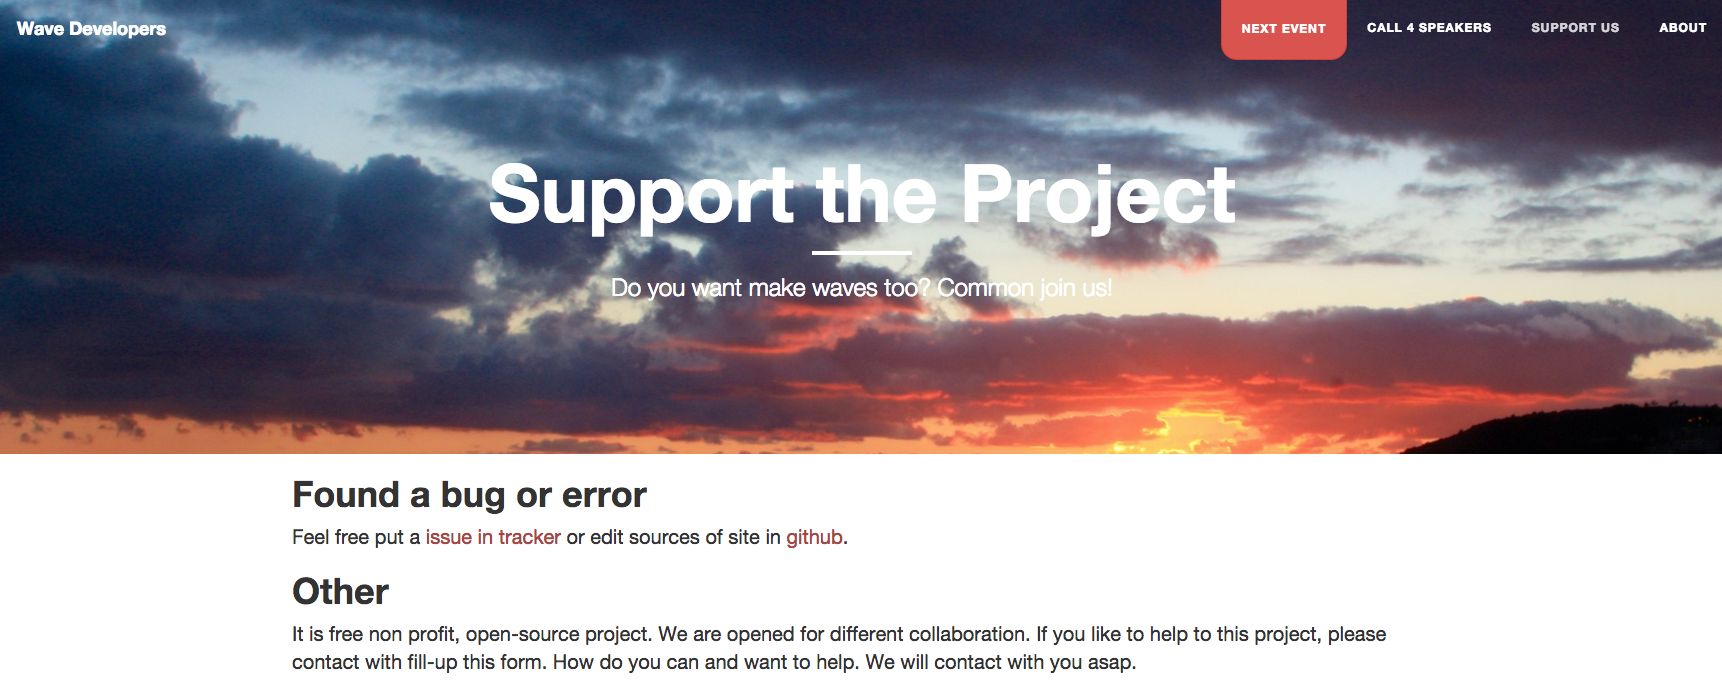 Wave Developers
NEXT EVENT
CALL 4 SPEAKERS
SUPPORT US
ABOUT
Support the Project
Do you want make waves too? Common join us!
Found a bug or error
Feel free put a issue in tracker or edit sources of site in github.
Other
It is free non profit, open-source project. We are opened for different collaboration. If you like to help to this project, please
contact with fill-up this form. How do you can and want to help. We will contact with you asap.